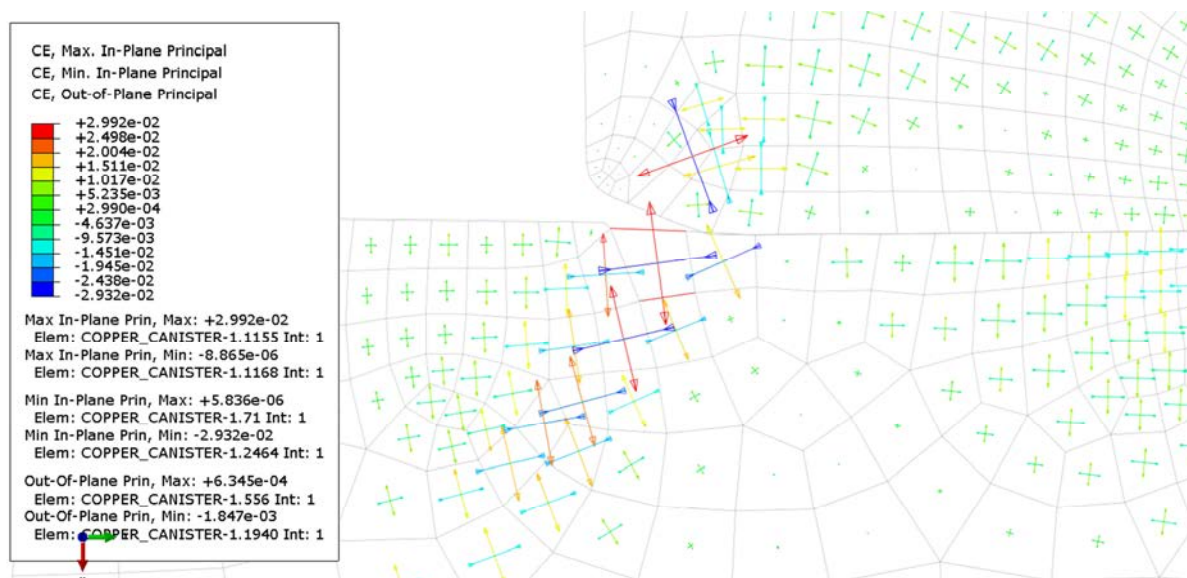 CE, Max. In-Plane Principal
CE, Min. In-Plane Principal
CE, Out-of-Plane Principal
+2.992e-02
+2.498e-02
+2.004e-02
+1.511e-02
+1.017e-02
+5.235e-03
+2.990e-04
-4.637e-03
-9.573e-03
-1.451e-02
-1.945e-02
-2.438e-02
-2.932e-02
Max In-Plane Prin, Max: +2.992e-02
Elem: COPPER_CANISTER-1.1155 Int: 1
Max In-Plane Prin, Min: -8.865e-06
Elem: COPPER_CANISTER-1.1168 Int: 1
Min In-Plane Prin, Max: +5.836e-06
Elem: COPPER_CANISTER-1.71 Int: 1
Min In-Plane Prin, Min: -2.932e-02
Elem: COPPER_CANISTER-1.2464 Int: 1
Out-Of-Plane Prin, Max: +6.345e-04
Elem: COPPER_CANISTER-1.556 Int: 1
Out-Of-Plane Prin, Min: -1.847e-03
Elem: COPPER_CANISTER-1.1940 Int: 1